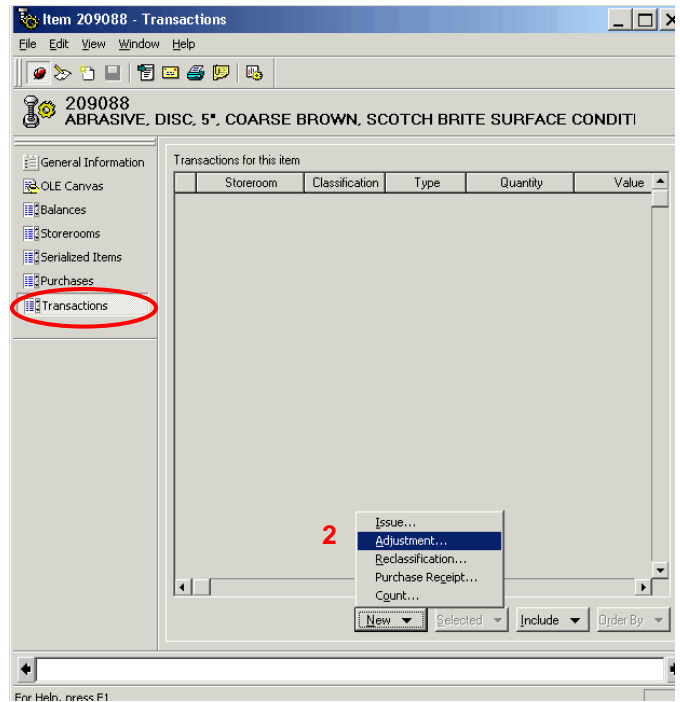 Item 209088 - Transactions
File Edit View Window Help
209088
ABRASIVE, DISC, 5", COARSE BROWN, SCOTCH BRITE SURFACE CONDITI
General Information
OLE Canvas
Balances
Storerooms
Serialized Items
Purchases
Transactions
Transactions for this item
Storeroom Classification Type Quantity Value
2
Issue...
Adjustment...
Reclassification...
Purchase Receipt...
Count...
New Selected Include Order By
For Help, press F1